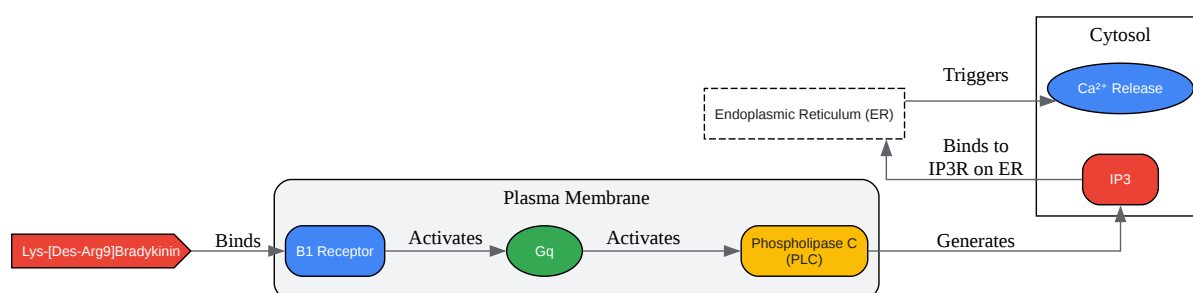 Cytosol
Triggers
Ca²⁺ Release
Endoplasmic Reticulum (ER)
Binds to
IP3R on ER
IP3
Plasma Membrane
Lys-[Des-Arg9]Bradykinin
Binds
B1 Receptor
Activates
Gq
Activates
Phospholipase C
(PLC)
Generates